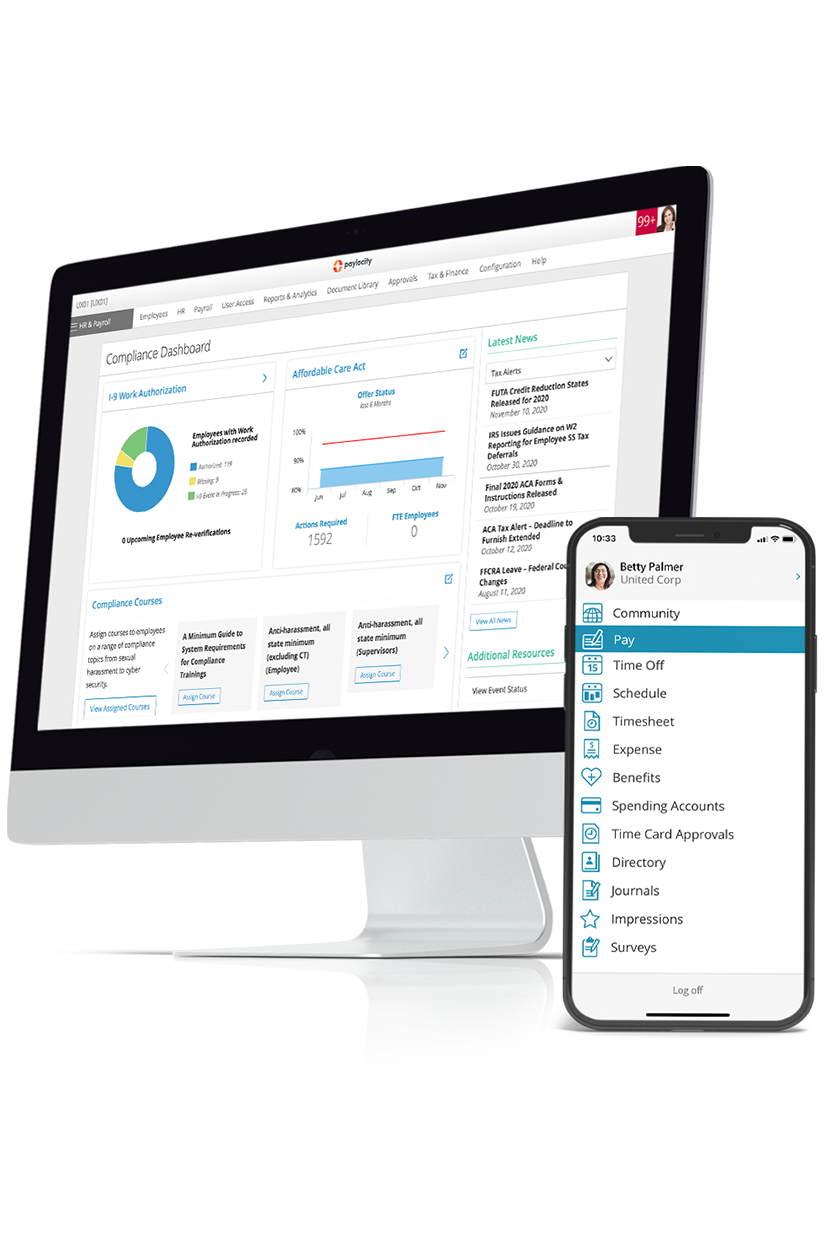 UX01 [UX01]
paylocity
99+
HR & Payroll
Employees
HR
Payroll
User Access
Reports & Analytics
Document Library
Approvals
Tax & Finance
Configuration
Help
Compliance Dashboard
I-9 Work Authorization
Employees with Work
Authorization recorded
Authorized: 119
Missing: 9
I-9 Event In Progress: 25
0 Upcoming Employee Re-verifications
Affordable Care Act
Offer Status
last 6 Months
100%
90%
80%
Jun
Jul
Aug
Sep
Oct
Nov
Actions Required
1592
FTE Employees
0
Latest News
Tax Alerts
FUTA Credit Reduction States
Released for 2020
November 10, 2020
IRS Issues Guidance on W2
Reporting for Employee SS Tax
Deferrals
October 30, 2020
Final 2020 ACA Forms &
Instructions Released
October 19, 2020
ACA Tax Alert – Deadline to
Furnish Extended
October 12, 2020
FFCRA Leave – Federal Cou
Changes
August 11, 2020
View All News
Additional Resources
View Event Status
Compliance Courses
Assign courses to employees
on a range of compliance
topics from sexual
harassment to cyber
security.
View Assigned Courses
A Minimum Guide to
System Requirements
for Compliance
Trainings
Assign Course
Anti-harassment, all
state minimum
(excluding CT)
(Employee)
Assign Course
Anti-harassment, all
state minimum
(Supervisors)
Assign Course
10:33
Betty Palmer
United Corp
Community
Pay
15
Time Off
Schedule
Timesheet
Expense
Benefits
Spending Accounts
Time Card Approvals
Directory
Journals
Impressions
Surveys
Log off